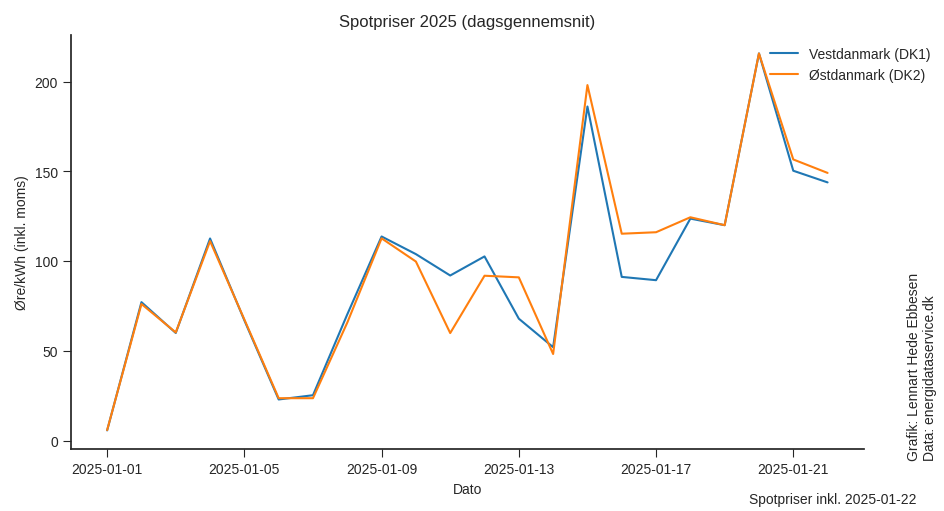 Spotpriser 2025 (dagsgennemsnit)
Vestdanmark (DK1)
Østdanmark (DK2)
Øre/kWh (inkl. moms)
200
150
100
50
0
2025-01-01
2025-01-05
2025-01-09
2025-01-13
2025-01-17
2025-01-21
Dato
Grafik: Lennart Hede Ebbesen
Data: energidataservice.dk
Spotpriser inkl. 2025-01-22